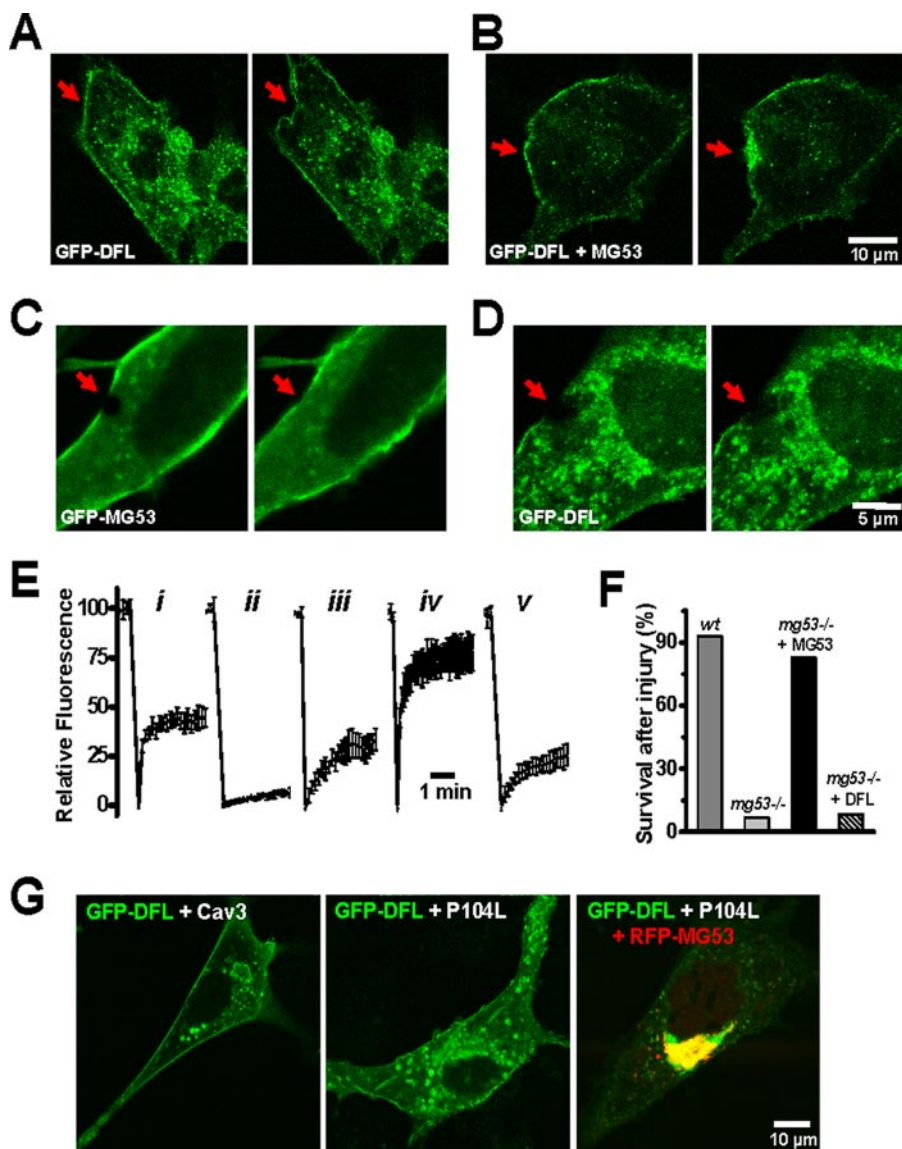 A
B
GFP-DFL
GFP-DFL + MG53
10 µm
C
D
GFP-MG53
GFP-DFL
5 µm
E
Relative Fluorescence
100
75
50
25
0
i
ii
iii
iv
v
1 min
F
Survival after injury (%)
90
60
30
0
wt
mg53-/-
mg53-/-
+ MG53
mg53-/-
+ DFL
G
GFP-DFL + Cav3
GFP-DFL + P104L
GFP-DFL + P104L
+ RFP-MG53
10 µm